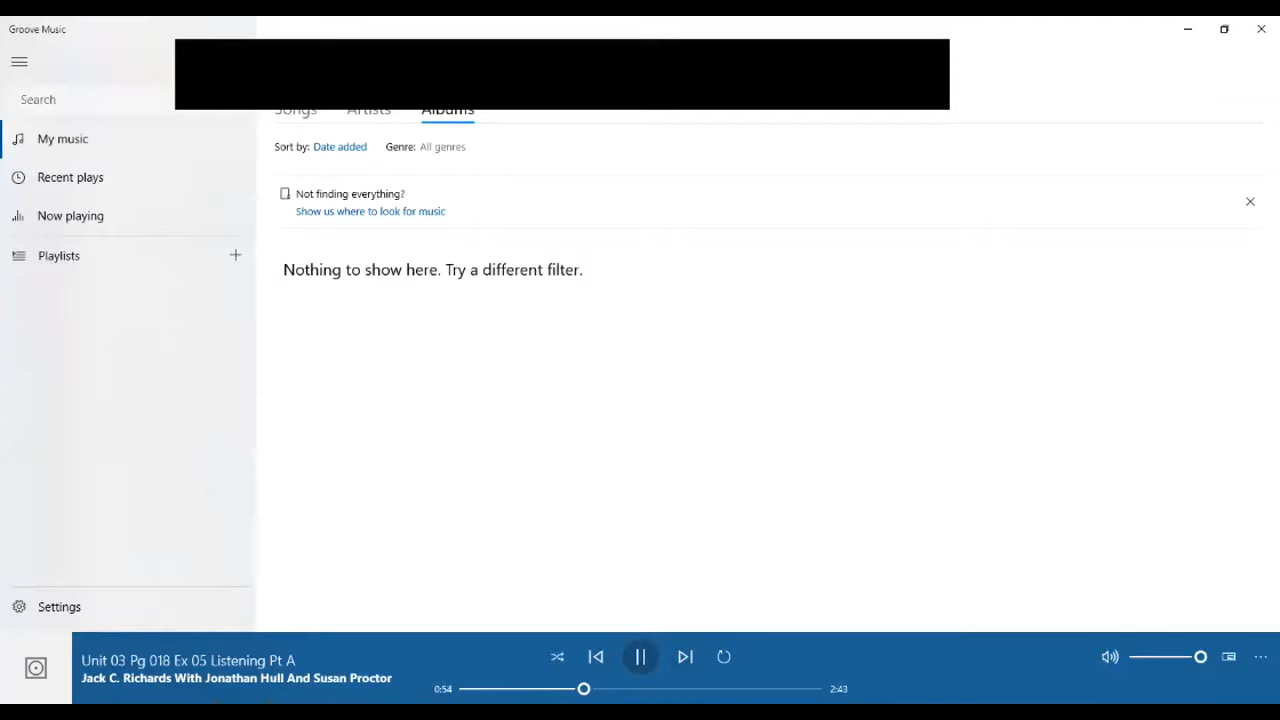 Groove Music
Search
My music
Recent plays
Now playing
Playlists
Settings
Songs Artists Albums
Sort by: Date added Genre: All genres
Not finding everything?
Show us where to look for music
Nothing to show here. Try a different filter.
Unit 03 Pg 018 Ex 05 Listening Pt A
Jack C. Richards With Jonathan Hull And Susan Proctor
0:54
2:43